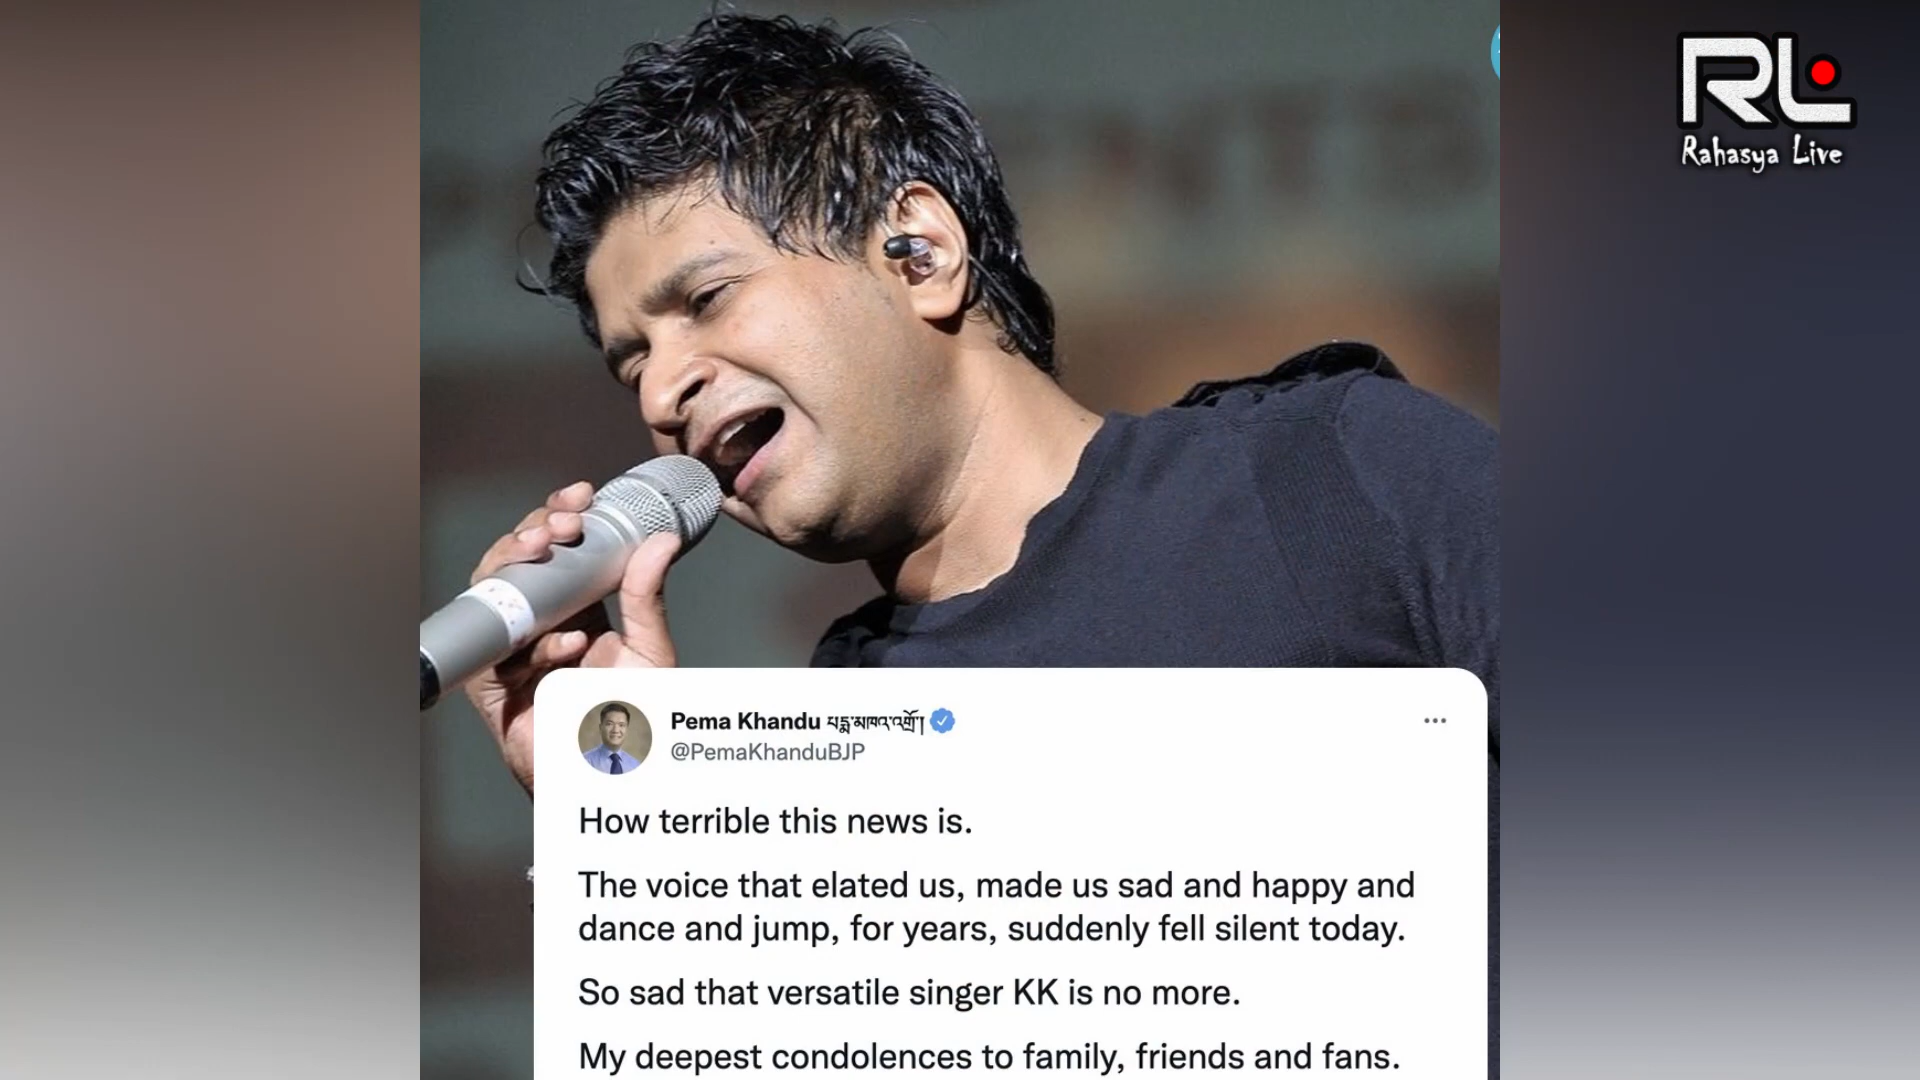 RL
Rahasya Live
Pema Khandu པདྨ་མཁའ་འགྲོ།
@PemaKhanduBJP
How terrible this news is.
The voice that elated us, made us sad and happy and
dance and jump, for years, suddenly fell silent today.
So sad that versatile singer KK is no more.
My deepest condolences to family, friends and fans.